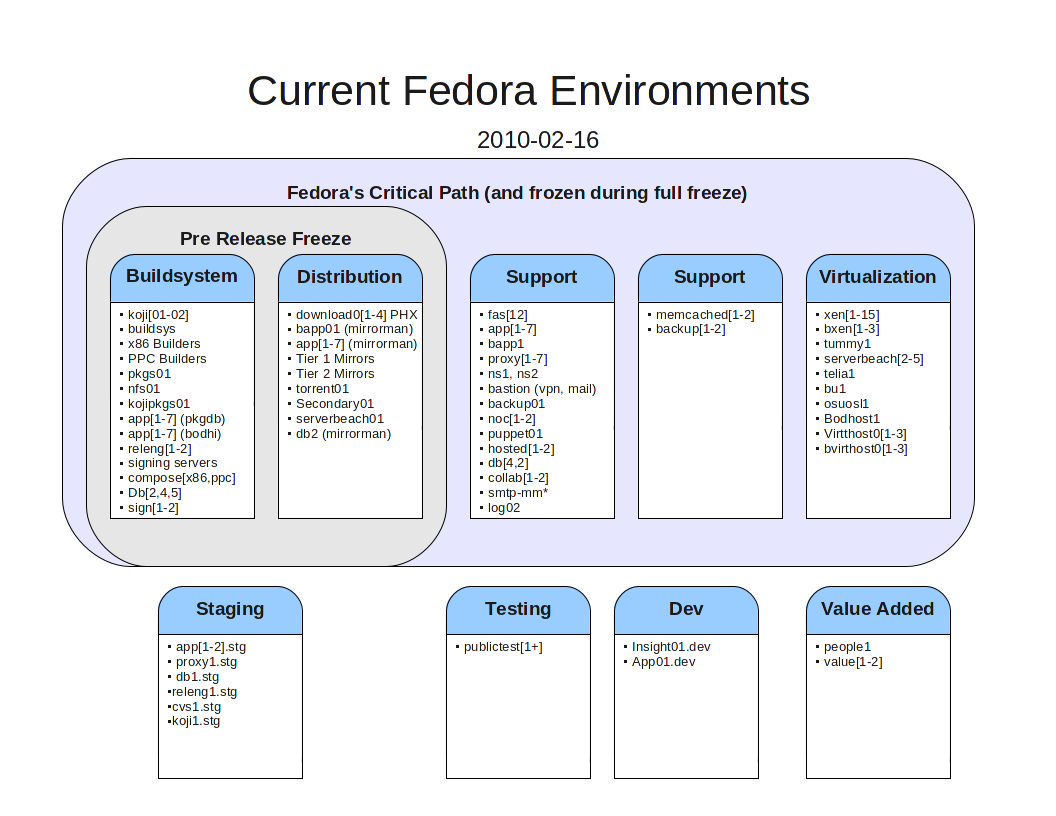 Current Fedora Environments
2010-02-16
Fedora's Critical Path (and frozen during full freeze)
Pre Release Freeze
Buildsystem
▪ koji[01-02]
▪ buildsys
▪ x86 Builders
▪ PPC Builders
▪ pkgs01
▪ nfs01
▪ kojipkgs01
▪ app[1-7] (pkgdb)
▪ app[1-7] (bodhi)
▪ releng[1-2]
▪ signing servers
▪ compose[x86,ppc]
▪ Db[2,4,5]
▪ sign[1-2]
Distribution
▪ download0[1-4] PHX
▪ bapp01 (mirrorman)
▪ app[1-7] (mirrorman)
▪ Tier 1 Mirrors
▪ Tier 2 Mirrors
▪ torrent01
▪ Secondary01
▪ serverbeach01
▪ db2 (mirrorman)
Support
▪ fas[12]
▪ app[1-7]
▪ bapp1
▪ proxy[1-7]
▪ ns1, ns2
▪ bastion (vpn, mail)
▪ backup01
▪ noc[1-2]
▪ puppet01
▪ hosted[1-2]
▪ db[4,2]
▪ collab[1-2]
▪ smtp-mm*
▪ log02
Support
▪ memcached[1-2]
▪ backup[1-2]
Virtualization
▪ xen[1-15]
▪ bxen[1-3]
▪ tummy1
▪ serverbeach[2-5]
▪ telia1
▪ bu1
▪ osuosl1
▪ Bodhost1
▪ Virtthost0[1-3]
▪ bvirthost0[1-3]
Staging
▪ app[1-2].stg
▪ proxy1.stg
▪ db1.stg
▪releng1.stg
▪cvs1.stg
▪koji1.stg
Testing
▪ publictest[1+]
Dev
▪ Insight01.dev
▪ App01.dev
Value Added
▪ people1
▪ value[1-2]